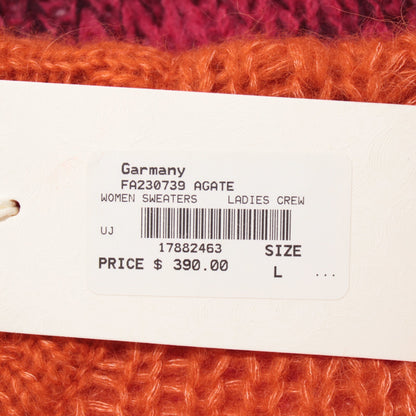 Garmany
FA230739 AGATE
WOMEN SWEATERS LADIES CREW
UJ
17882463 SIZE
PRICE $ 390.00 L ...